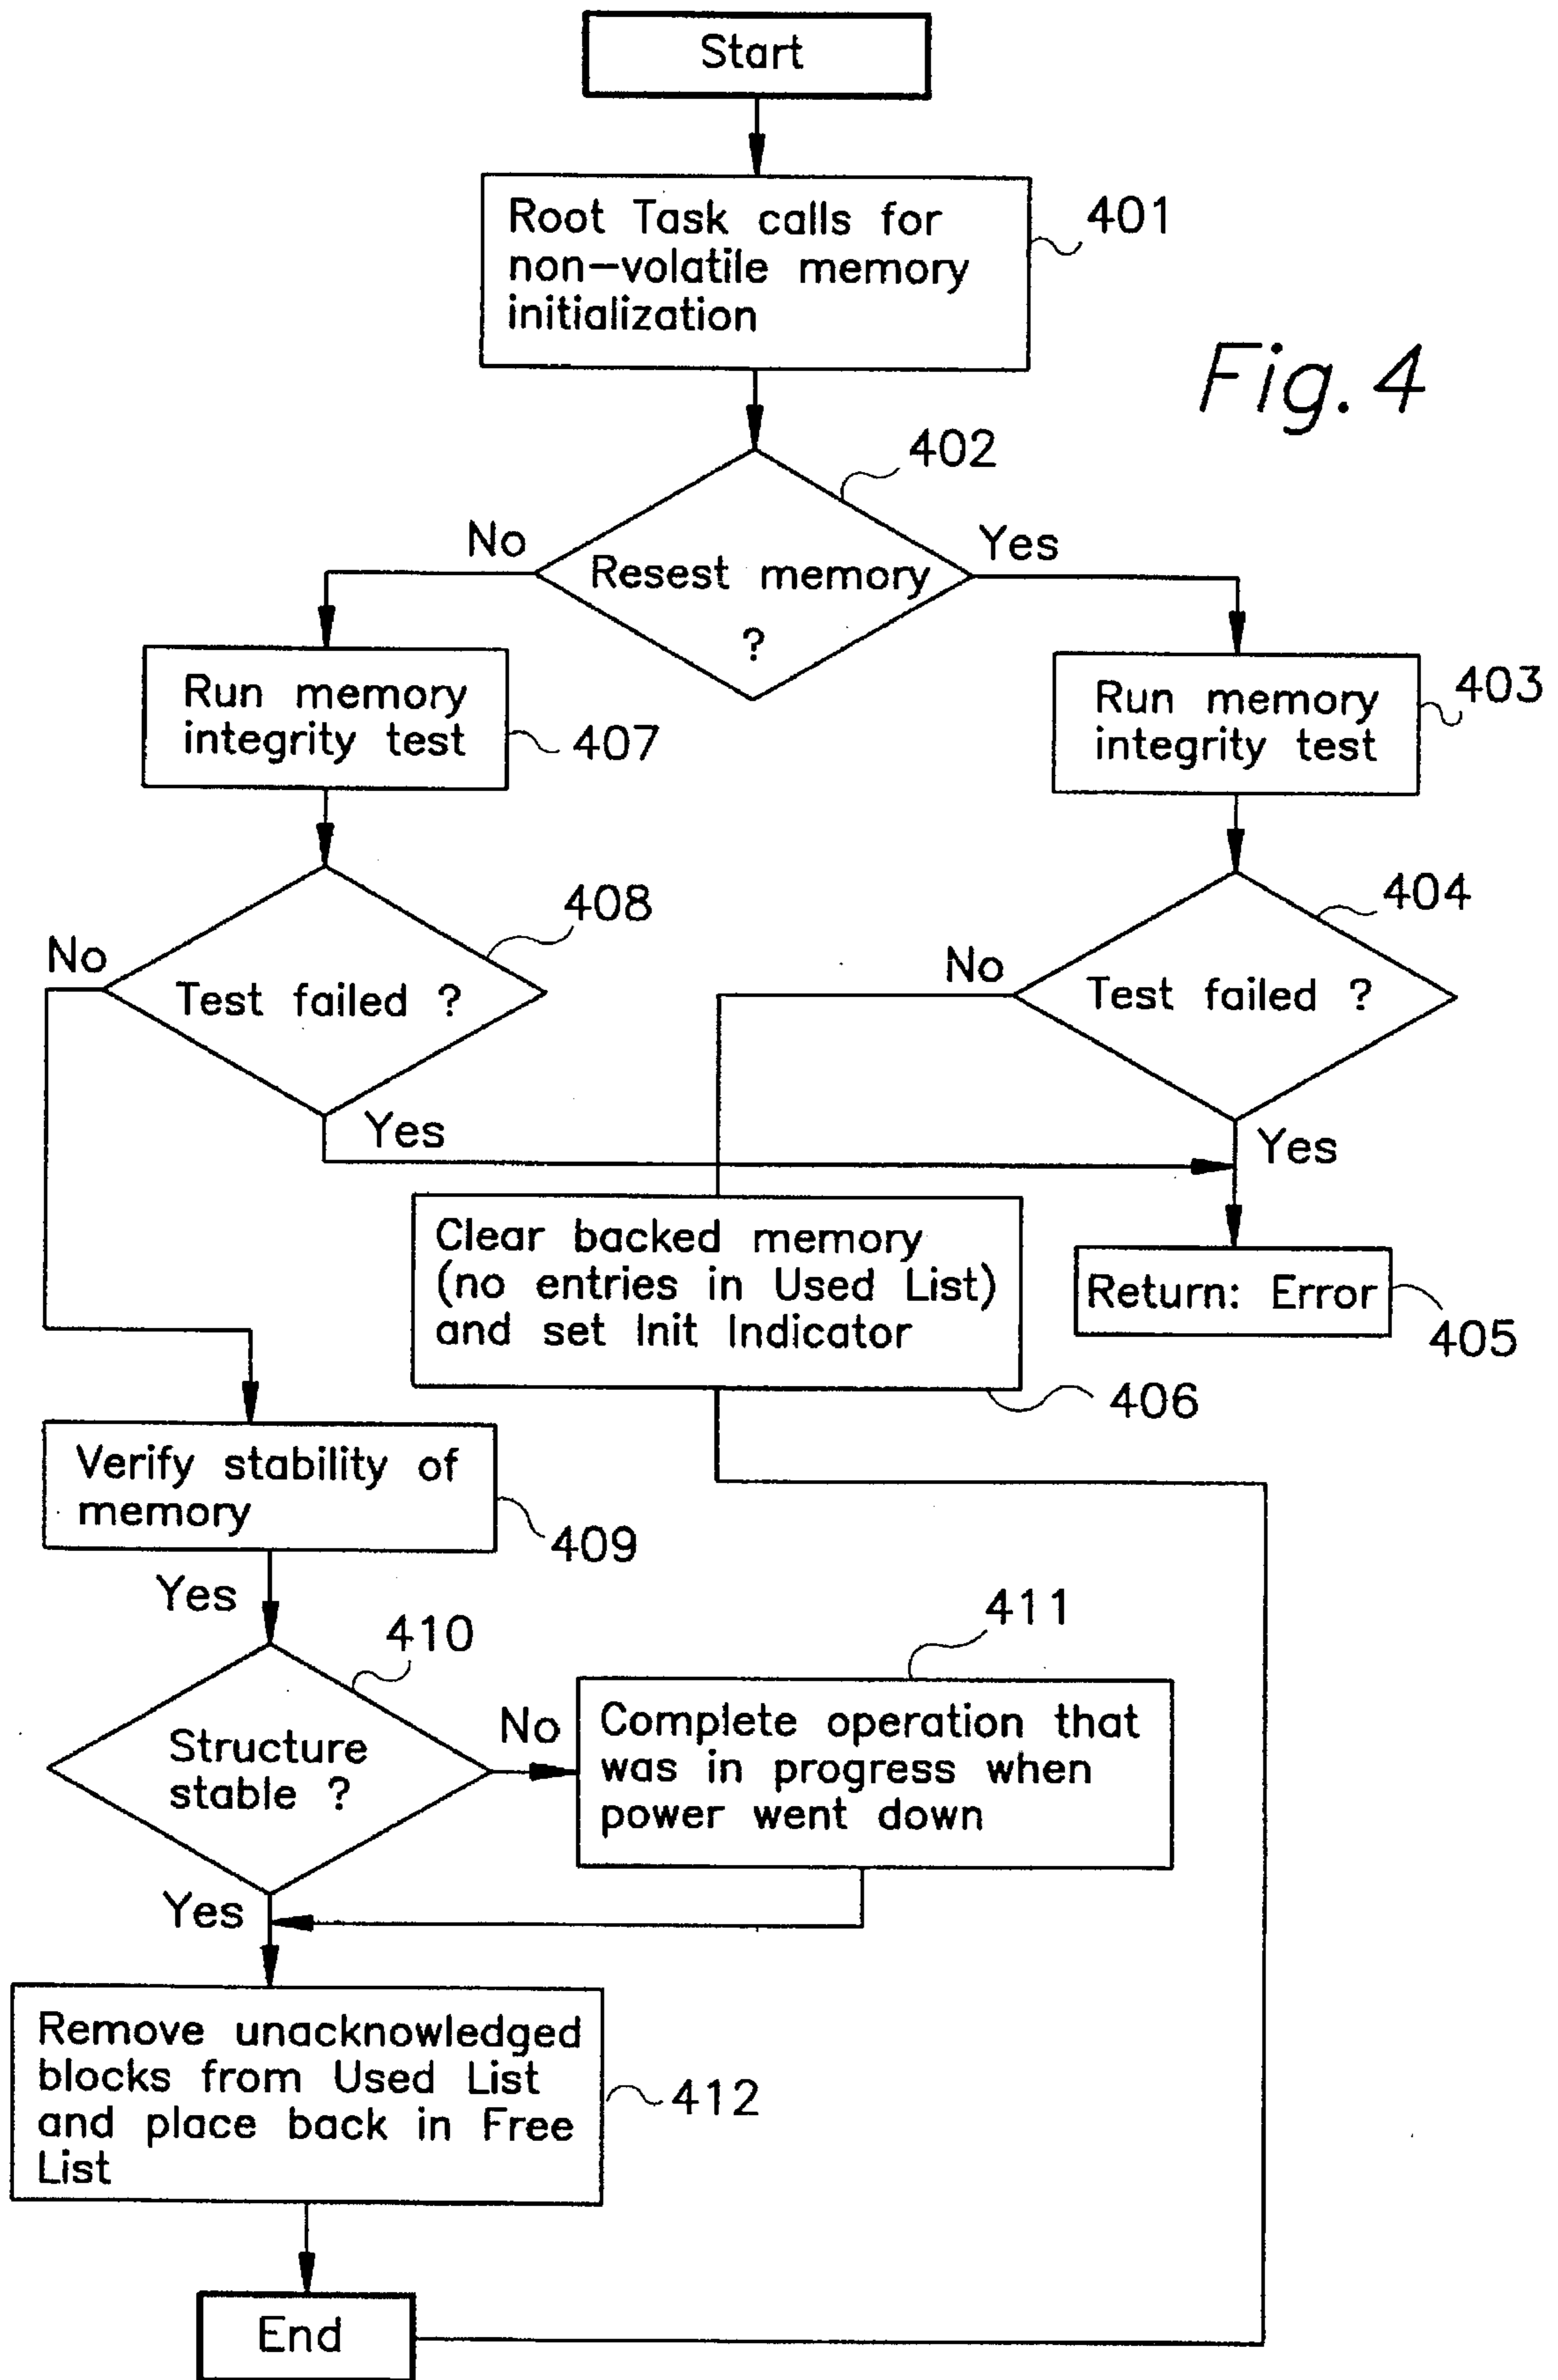 Start
Root Task calls for
non-volatile memory
initialization
401
Fig. 4
402
No
Yes
Resest memory
?
Run memory
integrity test
407
Run memory
integrity test
403
408
404
No
Test failed ?
No
Test failed ?
Yes
Yes
Clear backed memory
(no entries in Used List)
and set Init Indicator
406
Return: Error
405
Verify stability of
memory
409
Yes
410
411
Structure
stable ?
No
Complete operation that
was in progress when
power went down
Yes
Remove unacknowledged
blocks from Used List
and place back in Free
List
412
End